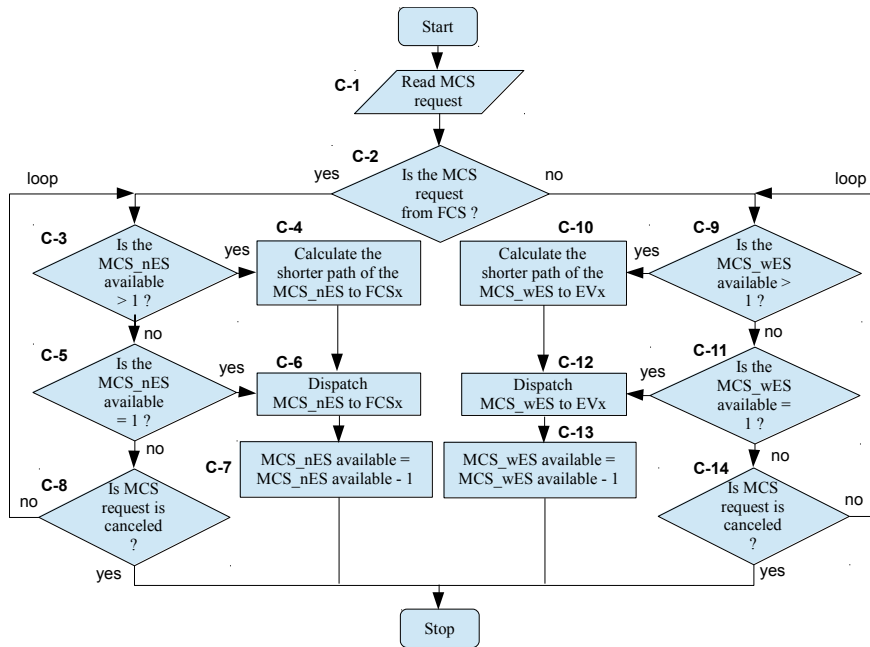 Start
C-1
Read MCS
request
C-2
loop
yes
Is the MCS
request
from FCS ?
no
loop
C-3
Is the
MCS_nES
available
> 1 ?
yes
C-4
Calculate the
shorter path of the
MCS_nES to FCSx
C-10
Calculate the
shorter path of the
MCS_wES to EVx
yes
C-9
Is the
MCS_wES
available >
1 ?
no
no
C-5
Is the
MCS_nES
available
= 1 ?
yes
C-6
Dispatch
MCS_nES to FCSx
C-12
Dispatch
MCS_wES to EVx
yes
C-11
Is the
MCS_wES
available =
1 ?
no
no
C-7
MCS_nES available =
MCS_nES available - 1
C-13
MCS_wES available =
MCS_wES available - 1
C-8
no
Is MCS
request is
canceled
?
yes
C-14
Is MCS
request is
canceled
?
no
yes
Stop